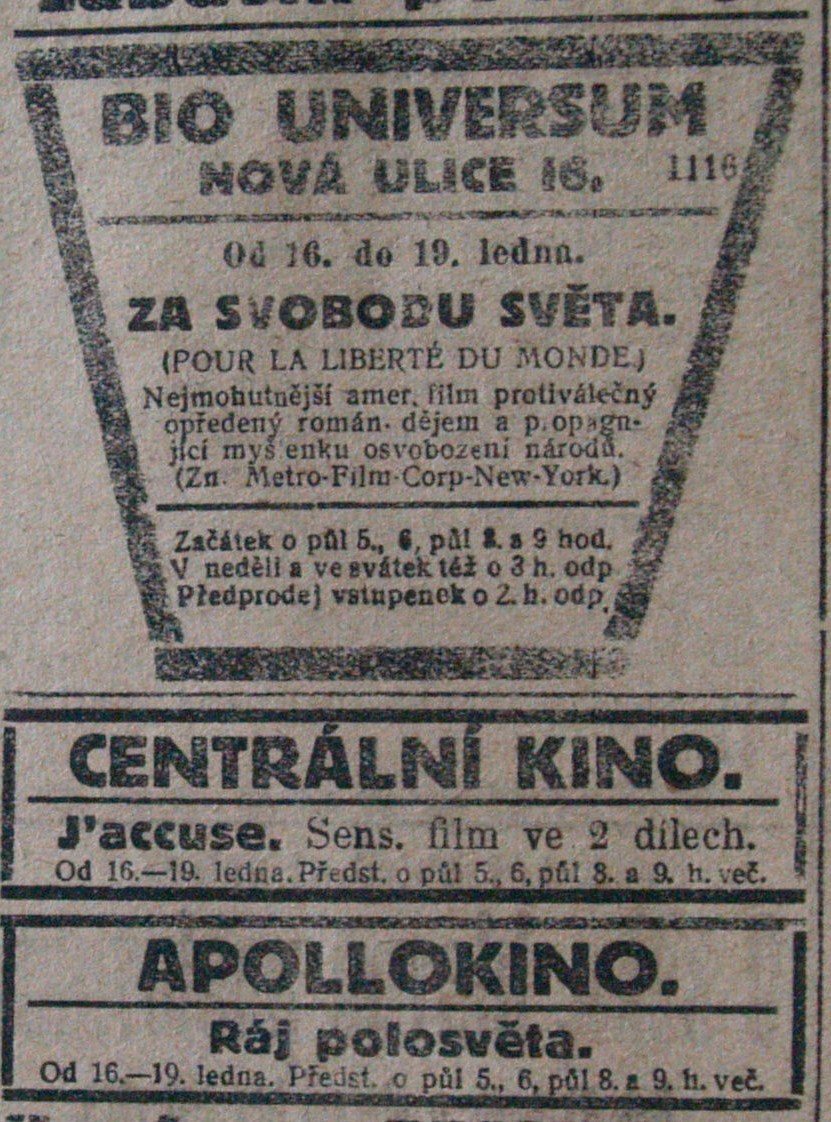 BIO UNIVERSUM
NOVÁ ULICE 16. 1116
Od 16. do 19. ledna.
ZA SVOBODU SVĚTA.
(POUR LA LIBERTÉ DU MONDE.)
Nejmohutnější amer. film protiválečný
opředený román. dějem a p.opagn-
jící myš enku osvobození národů.
(Zn. Metro-Film-Corp-New-York.)
Začátek o půl 5., 6, půl 8. a 9 hod.
V neděli a ve svátek též o 3 h. odp
Předprodej vstupenek o 2. h. odp.
CENTRÁLNÍ KINO.
J'accuse. Sens. film ve 2 dílech.
Od 16.—19. ledna. Předst. o půl 5., 6, půl 8. a 9. h. več.
APOLLOKINO.
Ráj polosvěta.
Od 16.—19. ledna. Předst. o půl 5., 6, půl 8. a 9. h. več.